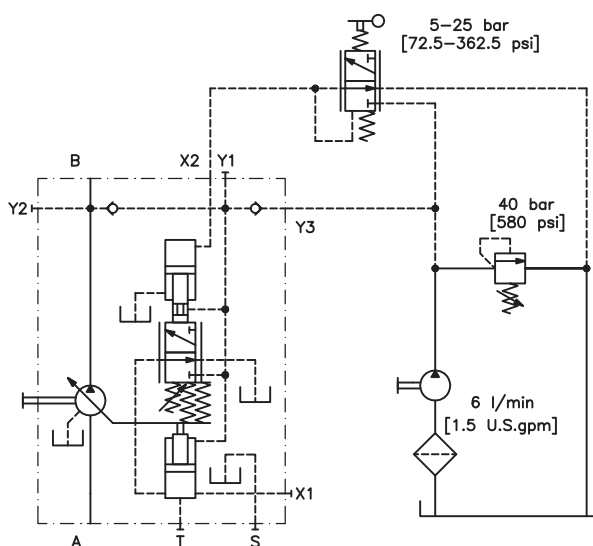 5-25 bar
[72.5-362.5 psi]
B
X2
Y1
Y2
Y3
40 bar
[580 psi]
6 l/min
[1.5 U.S.gpm]
X1
A
T
S